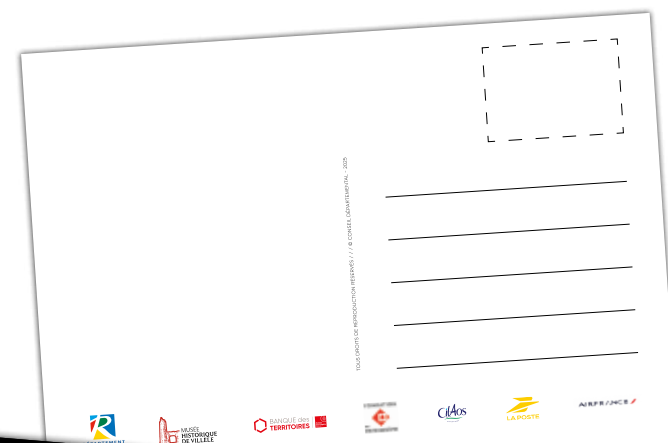 TOUS DROITS DE REPRODUCTION RÉSERVÉS / / / © CONSEIL DÉPARTEMENTAL - 2025
MUSÉE
HISTORIQUE
DE VILLÈLE
BANQUE des
TERRITOIRES
CilAos
LA POSTE
AIRFRANCE